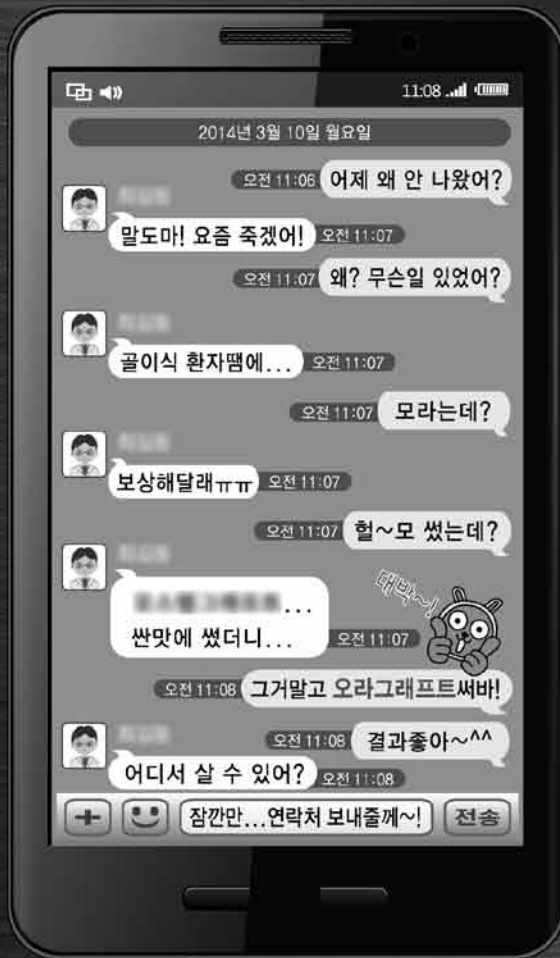 11:08
2014년 3월 10일 월요일
오전 11:06 어제 왜 안 나왔어?
말도마! 요즘 죽겠어! 오전 11:07
오전 11:07 왜? 무슨일 있었어?
골이식 환자땜에... 오전 11:07
오전 11:07 모라는데?
보상해달래ㅠㅠ 오전 11:07
오전 11:07 헐~모 썼는데?
대박~!
...
싼맛에 썼더니... 오전 11:07
오전 11:08 그거말고 오라그래프트써바!
오전 11:08 결과좋아~^^
어디서 살 수 있어? 오전 11:08
잠깐만...연락처 보내줄께~! 전송